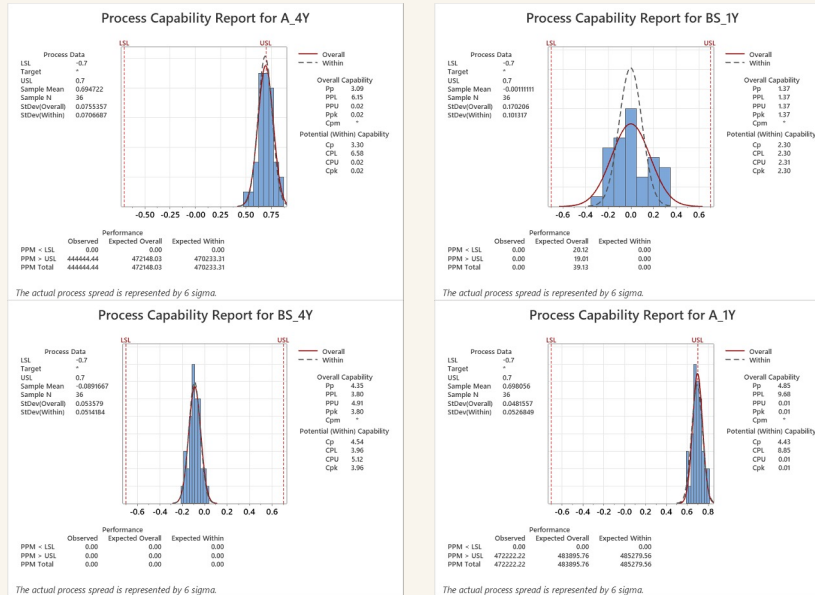 Process Capability Report for A_4Y
LSL USL
Process Data
LSL -0.7
Target *
USL 0.7
Sample Mean 0.694722
Sample N 36
StDev(Overall) 0.0755357
StDev(Within) 0.0706687
Overall
Within
Overall Capability
Pp 3.09
PPL 6.15
PPU 0.02
Ppk 0.02
Cpm *
Potential (Within) Capability
Cp 3.30
CPL 6.58
CPU 0.02
Cpk 0.02
-0.50 -0.25 -0.00 0.25 0.50 0.75
Performance
Observed Expected Overall Expected Within
PPM < LSL 0.00 0.00 0.00
PPM > USL 444444.44 472148.03 470233.31
PPM Total 444444.44 472148.03 470233.31
The actual process spread is represented by 6 sigma.
Process Capability Report for BS_1Y
LSL USL
Process Data
LSL -0.7
Target *
USL 0.7
Sample Mean -0.00111111
Sample N 36
StDev(Overall) 0.170206
StDev(Within) 0.101317
Overall
Within
Overall Capability
Pp 1.37
PPL 1.37
PPU 1.37
Ppk 1.37
Cpm *
Potential (Within) Capability
Cp 2.30
CPL 2.30
CPU 2.31
Cpk 2.30
-0.6 -0.4 -0.2 0.0 0.2 0.4 0.6
Performance
Observed Expected Overall Expected Within
PPM < LSL 0.00 20.12 0.00
PPM > USL 0.00 19.01 0.00
PPM Total 0.00 39.13 0.00
The actual process spread is represented by 6 sigma.
Process Capability Report for BS_4Y
LSL USL
Process Data
LSL -0.7
Target *
USL 0.7
Sample Mean -0.0891667
Sample N 36
StDev(Overall) 0.053579
StDev(Within) 0.0514184
Overall
Within
Overall Capability
Pp 4.35
PPL 3.80
PPU 4.91
Ppk 3.80
Cpm *
Potential (Within) Capability
Cp 4.54
CPL 3.96
CPU 5.12
Cpk 3.96
-0.6 -0.4 -0.2 0.0 0.2 0.4 0.6
Performance
Observed Expected Overall Expected Within
PPM < LSL 0.00 0.00 0.00
PPM > USL 0.00 0.00 0.00
PPM Total 0.00 0.00 0.00
The actual process spread is represented by 6 sigma.
Process Capability Report for A_1Y
LSL USL
Process Data
LSL -0.7
Target *
USL 0.7
Sample Mean 0.698056
Sample N 36
StDev(Overall) 0.0481557
StDev(Within) 0.0526849
Overall
Within
Overall Capability
Pp 4.85
PPL 9.68
PPU 0.01
Ppk 0.01
Cpm *
Potential (Within) Capability
Cp 4.43
CPL 8.85
CPU 0.01
Cpk 0.01
-0.6 -0.4 -0.2 0.0 0.2 0.4 0.6 0.8
Performance
Observed Expected Overall Expected Within
PPM < LSL 0.00 0.00 0.00
PPM > USL 472222.22 483895.76 485279.56
PPM Total 472222.22 483895.76 485279.56
The actual process spread is represented by 6 sigma.